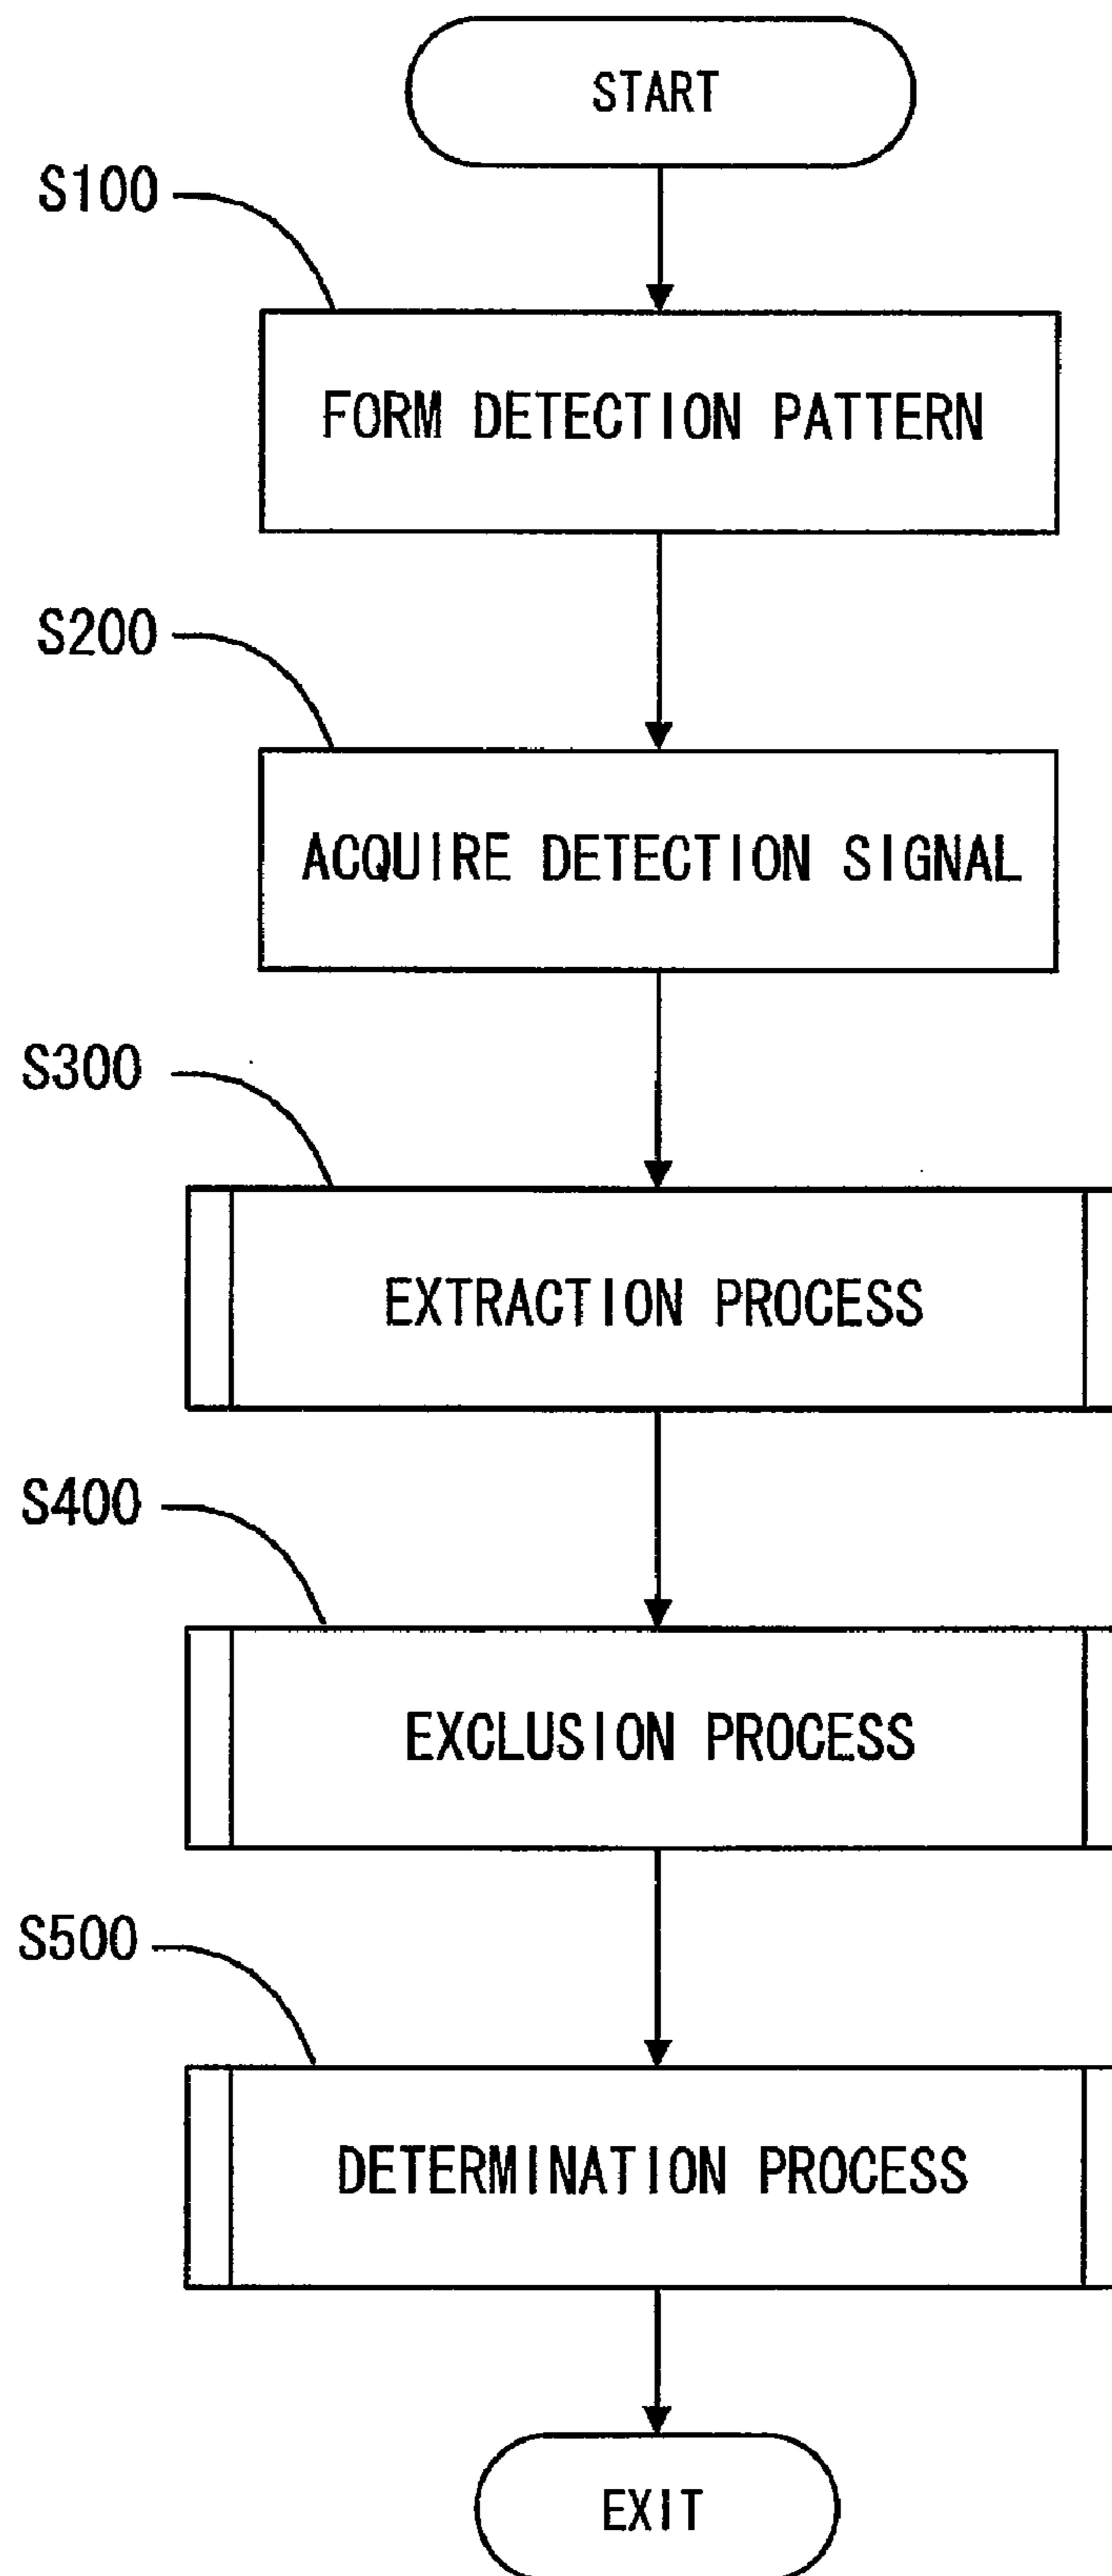 START
S100
FORM DETECTION PATTERN
S200
ACQUIRE DETECTION SIGNAL
S300
EXTRACTION PROCESS
S400
EXCLUSION PROCESS
S500
DETERMINATION PROCESS
EXIT